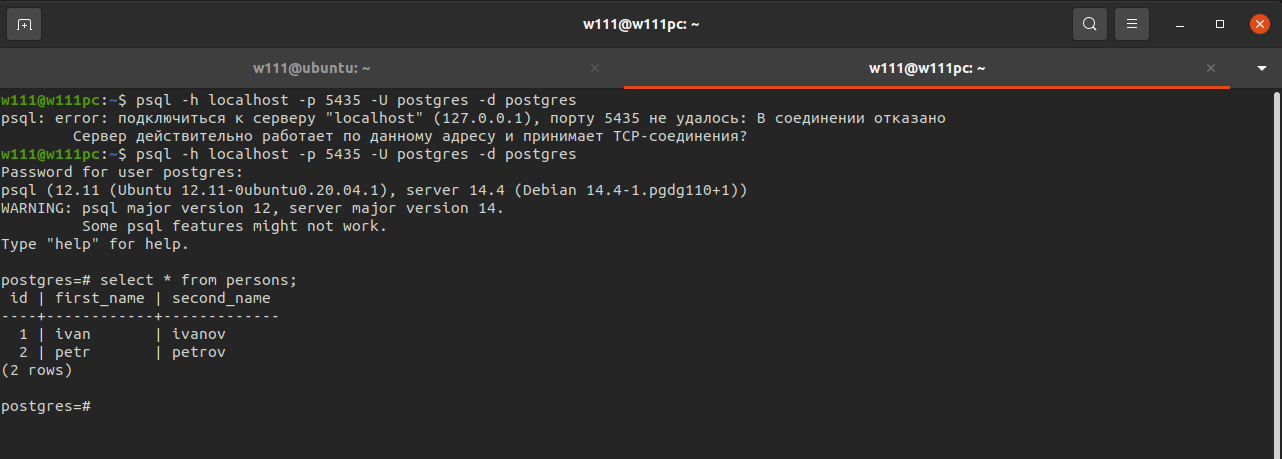 w111@w111pc: ~
w111@ubuntu: ~
w111@w111pc: ~
w111@w111pc:~$ psql -h localhost -p 5435 -U postgres -d postgres
psql: error: подключиться к серверу "localhost" (127.0.0.1), порту 5435 не удалось: В соединении отказано
        Сервер действительно работает по данному адресу и принимает TCP-соединения?
w111@w111pc:~$ psql -h localhost -p 5435 -U postgres -d postgres
Password for user postgres:
psql (12.11 (Ubuntu 12.11-0ubuntu0.20.04.1), server 14.4 (Debian 14.4-1.pgdg110+1))
WARNING: psql major version 12, server major version 14.
         Some psql features might not work.
Type "help" for help.
postgres=# select * from persons;
 id | first_name | second_name
----+------------+-------------
  1 | ivan       | ivanov
  2 | petr       | petrov
(2 rows)
postgres=#